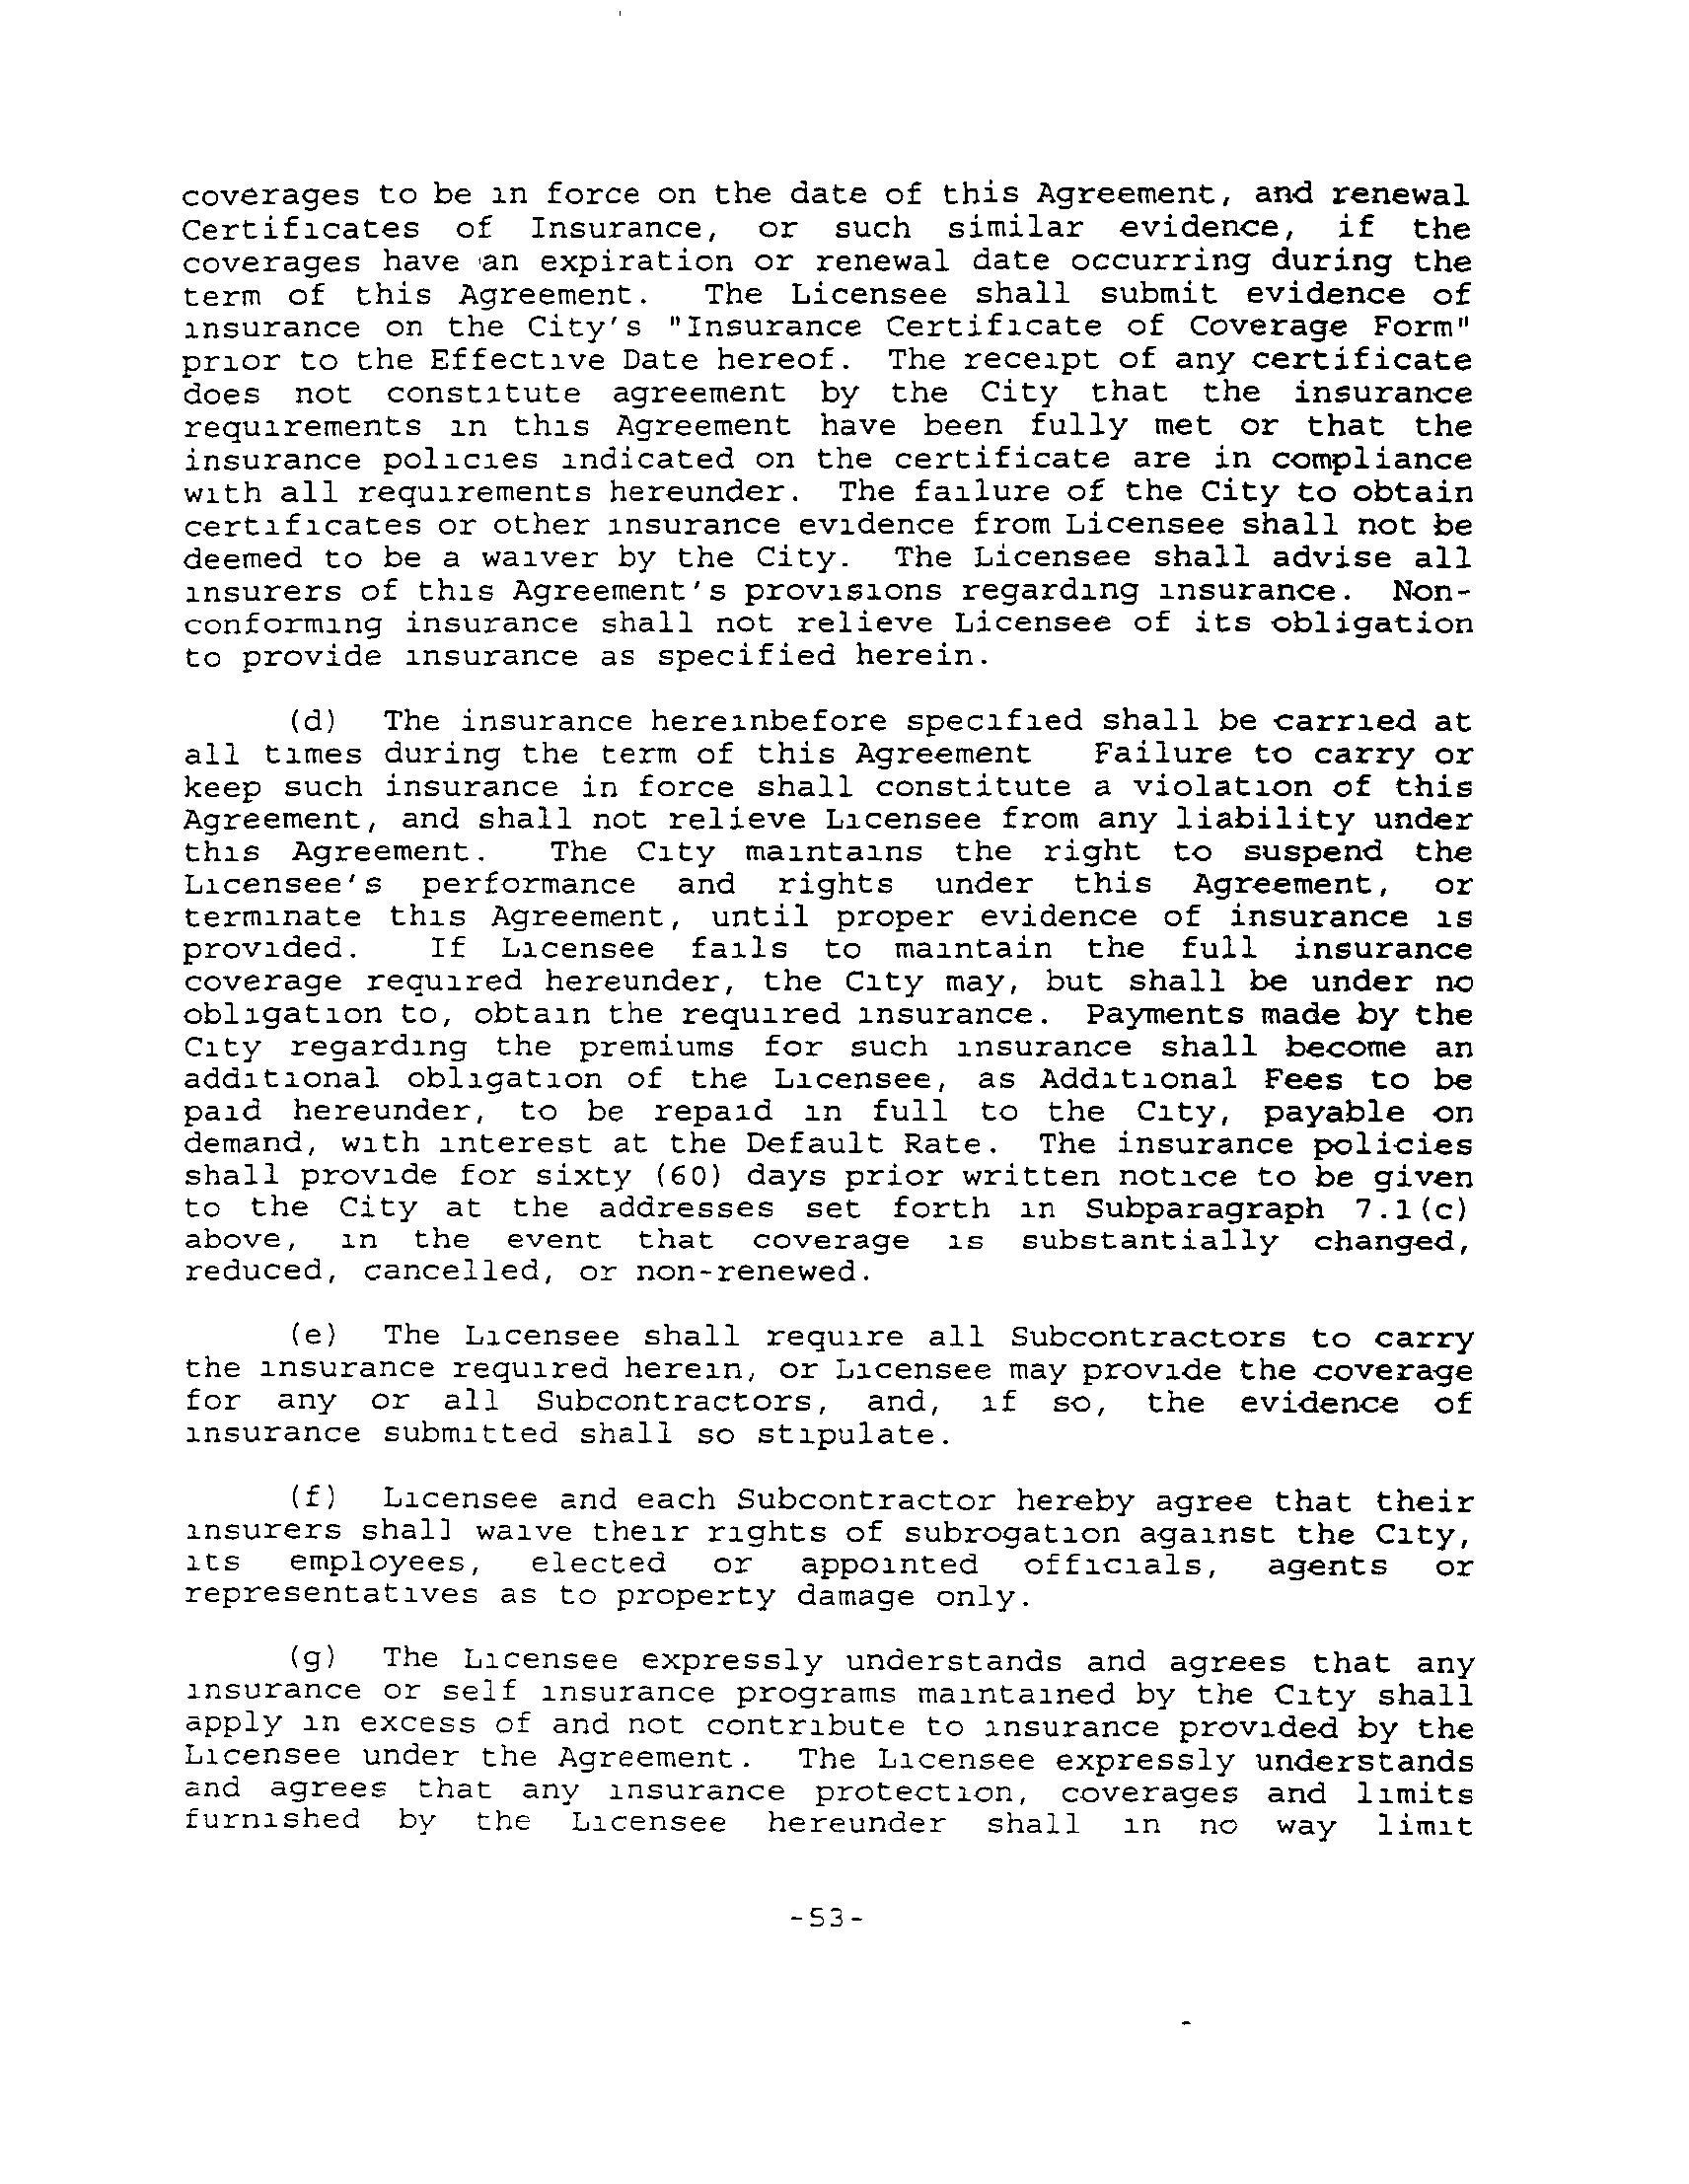 coverages to be in force on the date of this Agreement, and renewal
Certificates of Insurance, or such similar evidence, if the
coverages have an expiration or renewal date occurring during the
term of this Agreement. The Licensee shall submit evidence of
insurance on the City's "Insurance Certificate of Coverage Form"
prior to the Effective Date hereof. The receipt of any certificate
does not constitute agreement by the City that the insurance
requirements in this Agreement have been fully met or that the
insurance policies indicated on the certificate are in compliance
with all requirements hereunder. The failure of the City to obtain
certificates or other insurance evidence from Licensee shall not be
deemed to be a waiver by the City. The Licensee shall advise all
insurers of this Agreement's provisions regarding insurance. Non-
conforming insurance shall not relieve Licensee of its obligation
to provide insurance as specified herein.
(d) The insurance hereinbefore specified shall be carried at
all times during the term of this Agreement Failure to carry or
keep such insurance in force shall constitute a violation of this
Agreement, and shall not relieve Licensee from any liability under
this Agreement. The City maintains the right to suspend the
Licensee's performance and rights under this Agreement, or
terminate this Agreement, until proper evidence of insurance is
provided. If Licensee fails to maintain the full insurance
coverage required hereunder, the City may, but shall be under no
obligation to, obtain the required insurance. Payments made by the
City regarding the premiums for such insurance shall become an
additional obligation of the Licensee, as Additional Fees to be
paid hereunder, to be repaid in full to the City, payable on
demand, with interest at the Default Rate. The insurance policies
shall provide for sixty (60) days prior written notice to be given
to the City at the addresses set forth in Subparagraph 7.1(c)
above, in the event that coverage is substantially changed,
reduced, cancelled, or non-renewed.
(e) The Licensee shall require all Subcontractors to carry
the insurance required herein, or Licensee may provide the coverage
for any or all Subcontractors, and, if so, the evidence of
insurance submitted shall so stipulate.
(f) Licensee and each Subcontractor hereby agree that their
insurers shall waive their rights of subrogation against the City,
its employees, elected or appointed officials, agents or
representatives as to property damage only.
(g) The Licensee expressly understands and agrees that any
insurance or self insurance programs maintained by the City shall
apply in excess of and not contribute to insurance provided by the
Licensee under the Agreement. The Licensee expressly understands
and agrees that any insurance protection, coverages and limits
furnished by the Licensee hereunder shall in no way limit
-53-